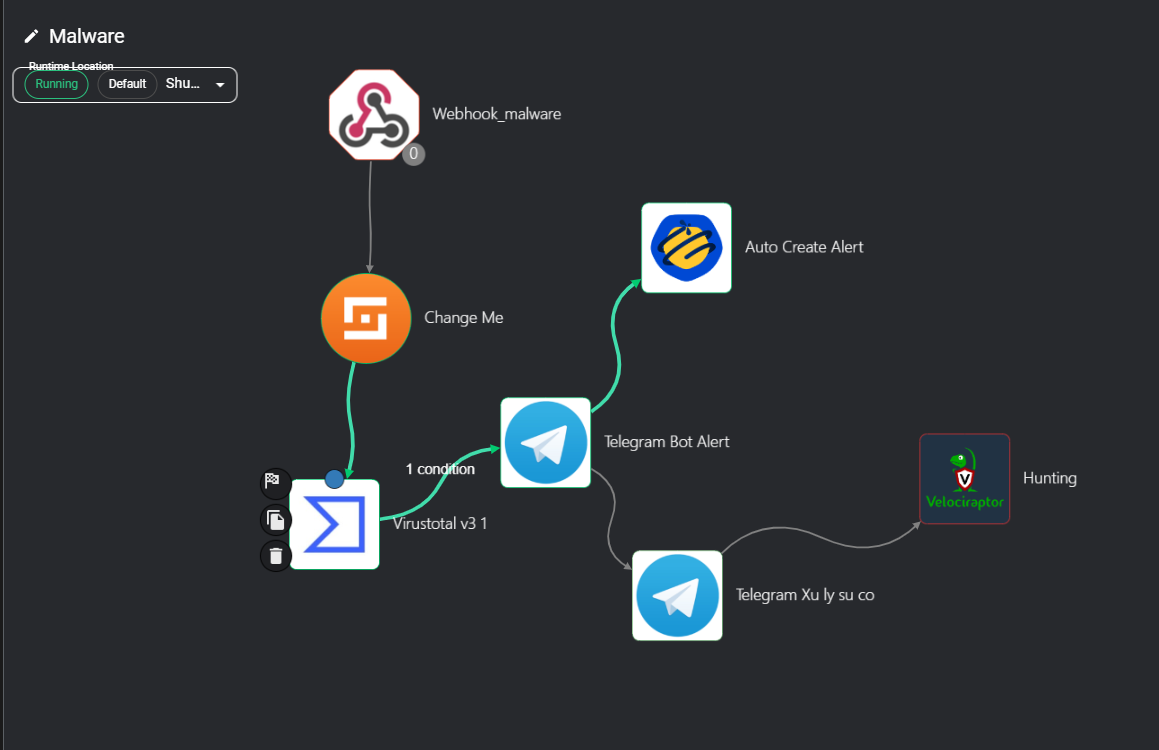 Malware
Runtime Location
Running
Default
Shu...
Webhook_malware
0
Auto Create Alert
Change Me
Telegram Bot Alert
1 condition
Virustotal v3 1
Velociraptor
V
Hunting
Telegram Xu ly su co